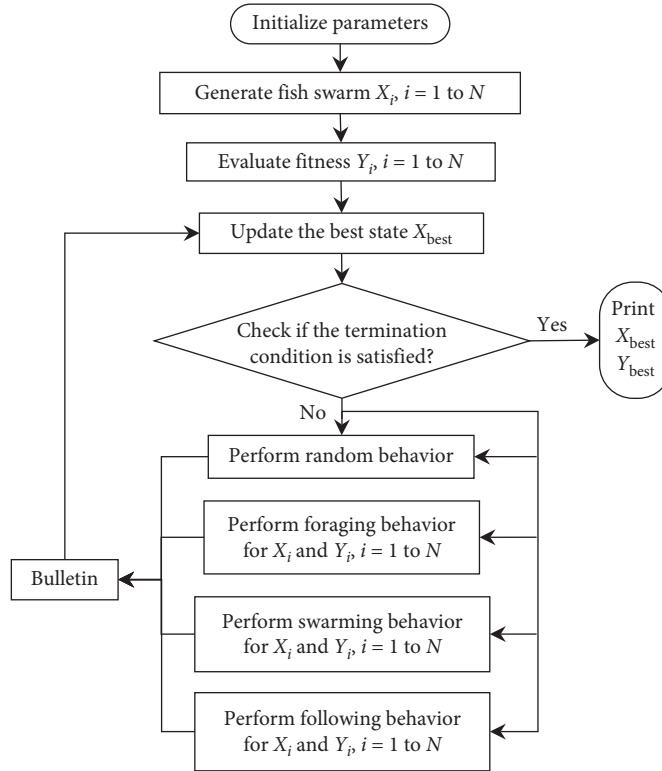 Initialize parameters
Generate fish swarm X_i, i = 1 to N
Evaluate fitness Y_i, i = 1 to N
Update the best state X_best
Check if the termination
condition is satisfied?
Yes
Print
X_best
Y_best
No
Perform random behavior
Perform foraging behavior
for X_i and Y_i, i = 1 to N
Bulletin
Perform swarming behavior
for X_i and Y_i, i = 1 to N
Perform following behavior
for X_i and Y_i, i = 1 to N